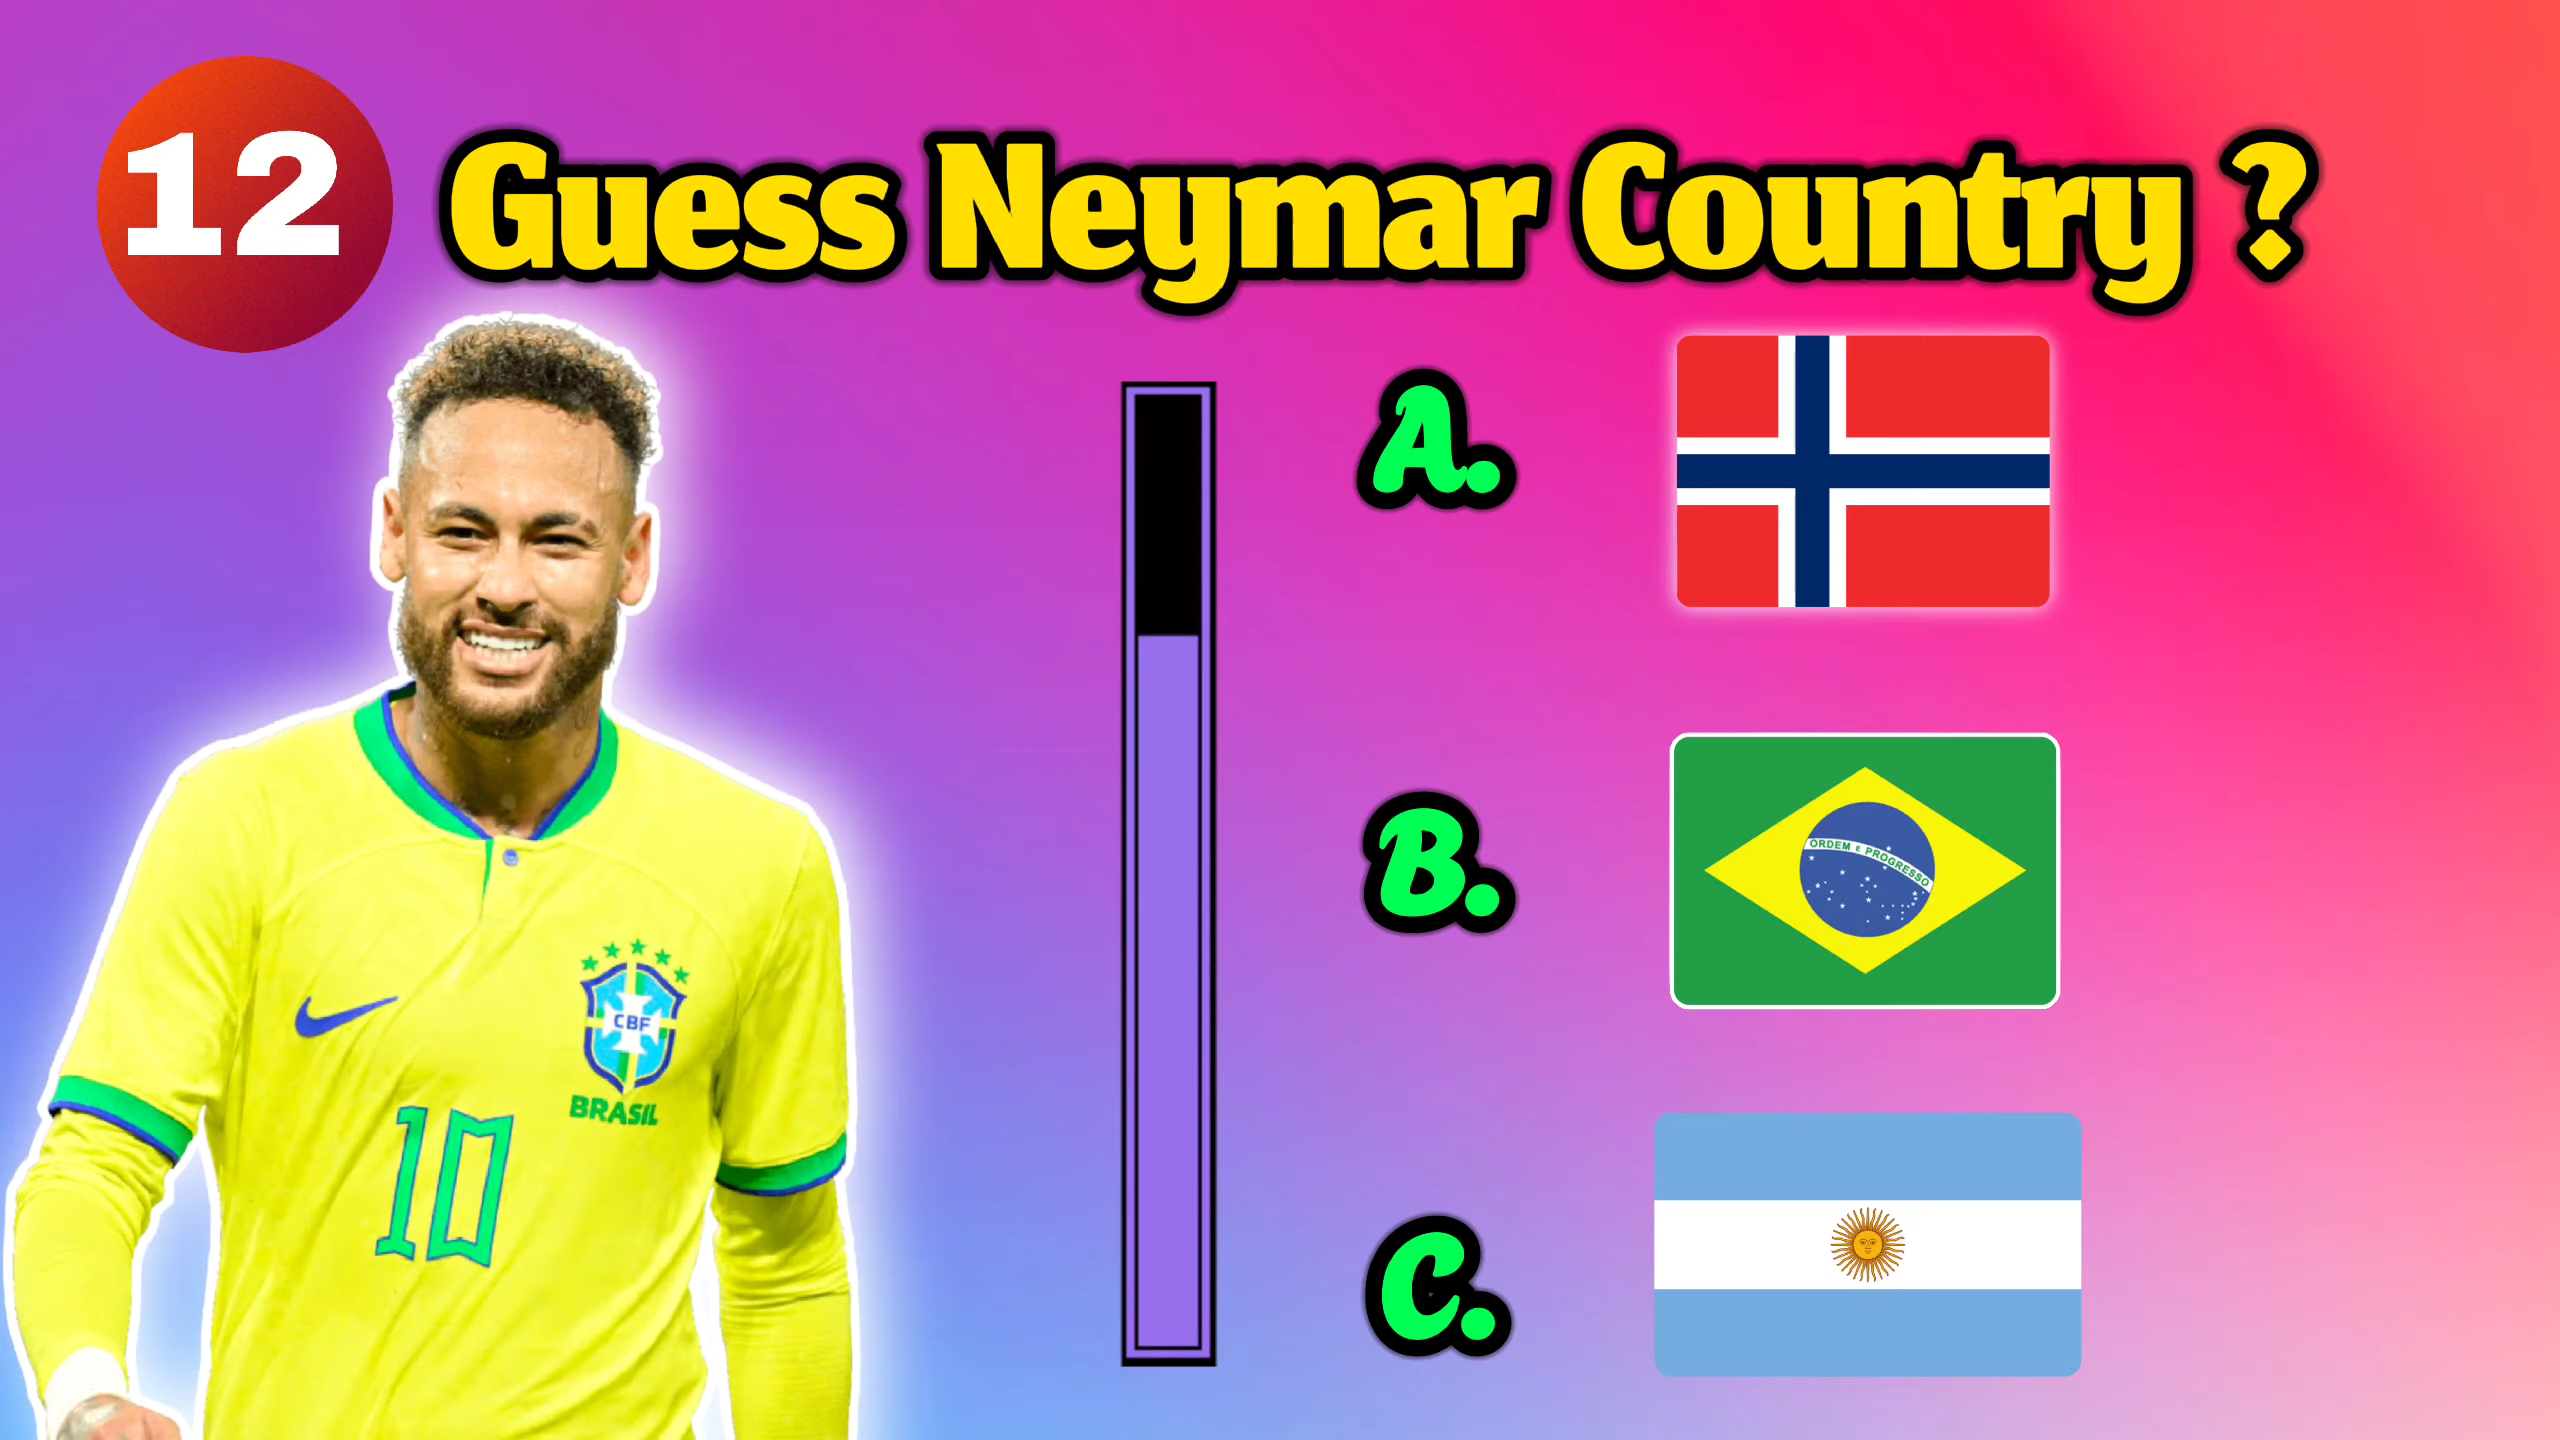 12
Guess Neymar Country ?
A.
ORDEM E PROGRESSO
B.
CBF
BRASIL
10
C.